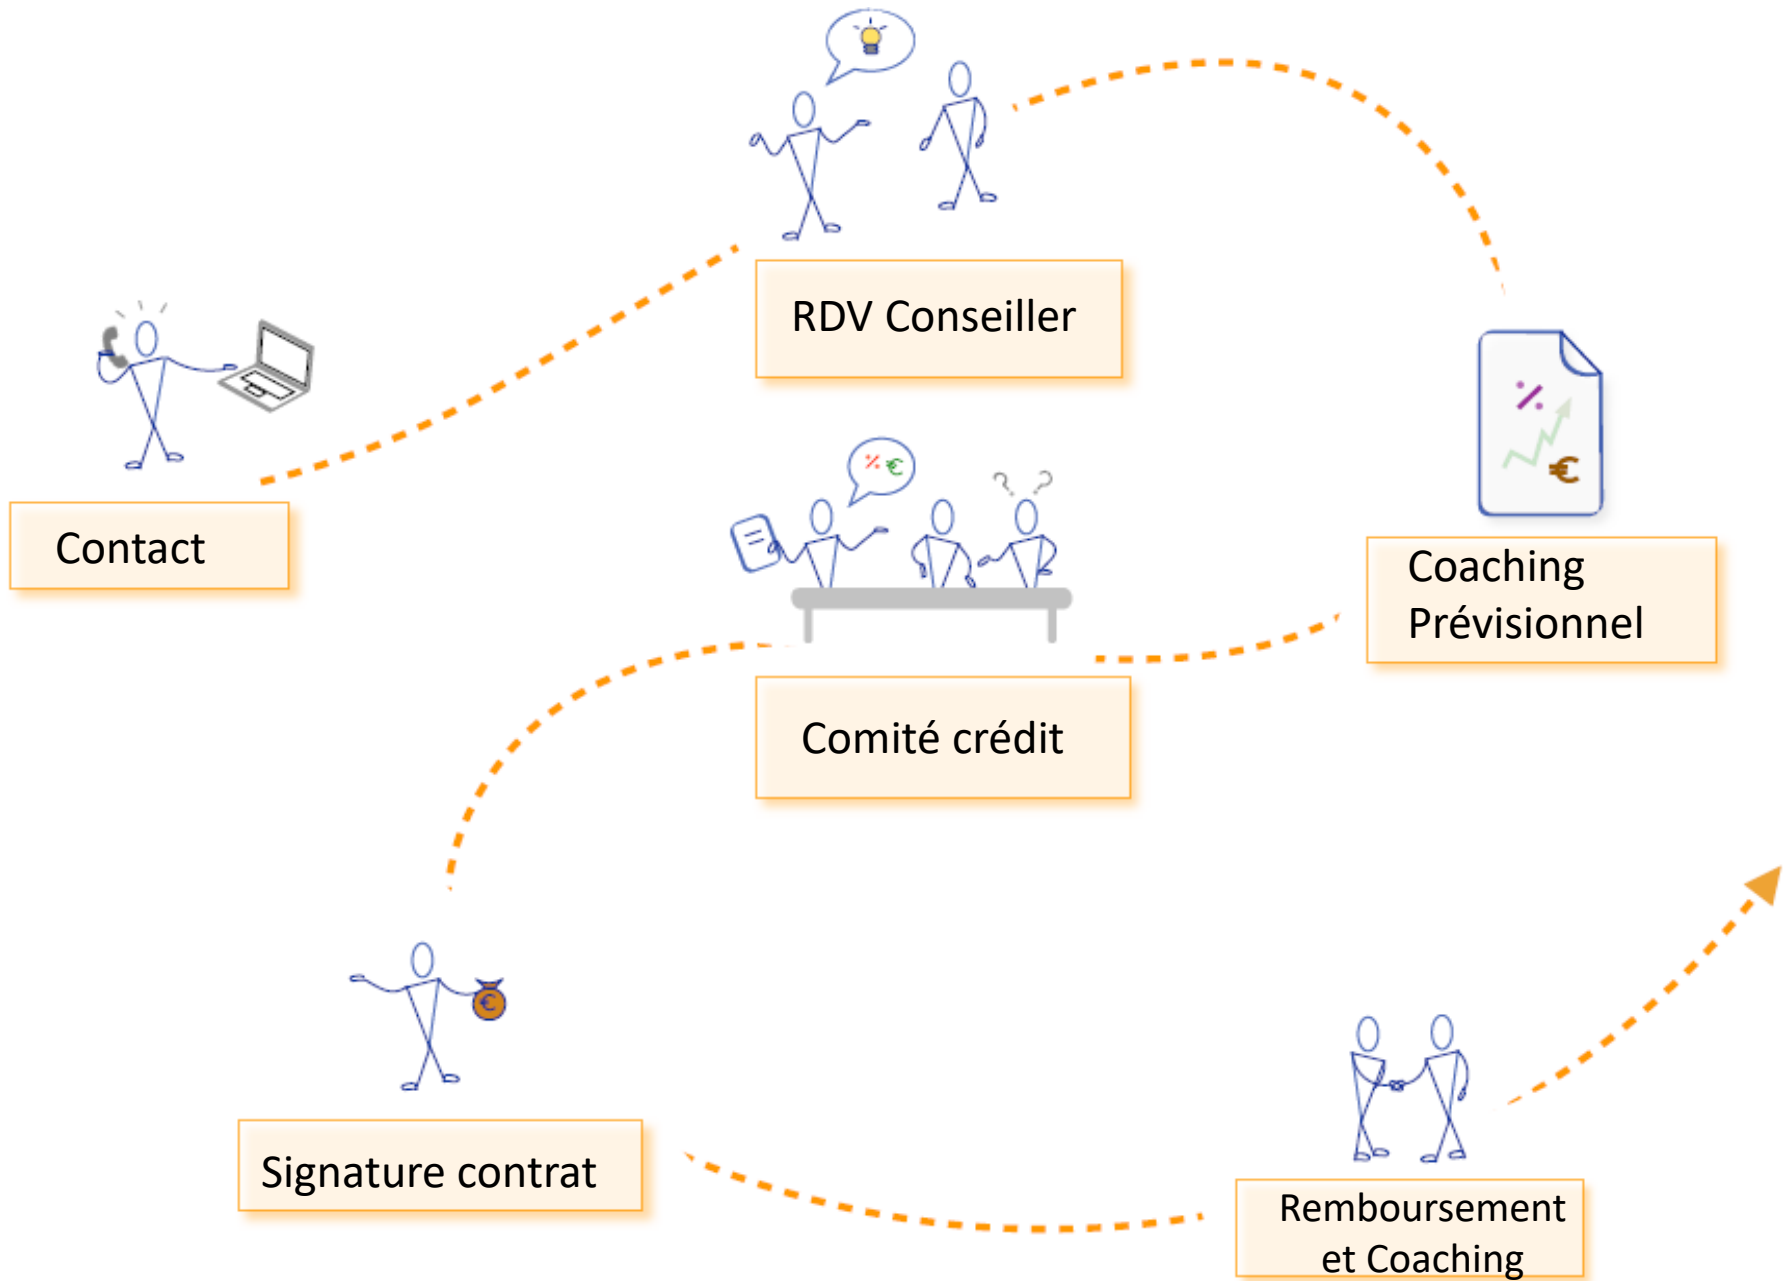 Contact
RDV Conseiller
Coaching
Prévisionnel
% €
% €
Comité crédit
€
Signature contrat
Remboursement
et Coaching